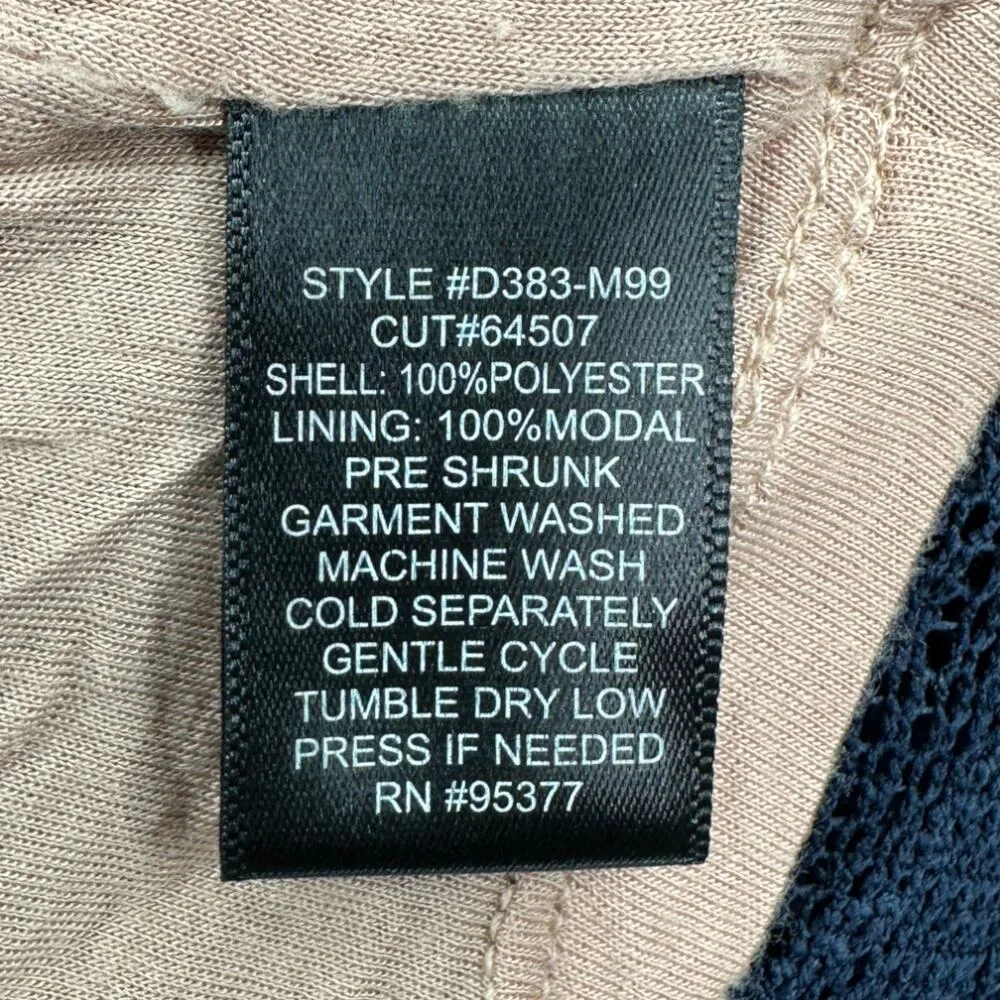 STYLE #D383-M99
CUT#64507
SHELL: 100%POLYESTER
LINING: 100%MODAL
PRE SHRUNK
GARMENT WASHED
MACHINE WASH
COLD SEPARATELY
GENTLE CYCLE
TUMBLE DRY LOW
PRESS IF NEEDED
RN #95377